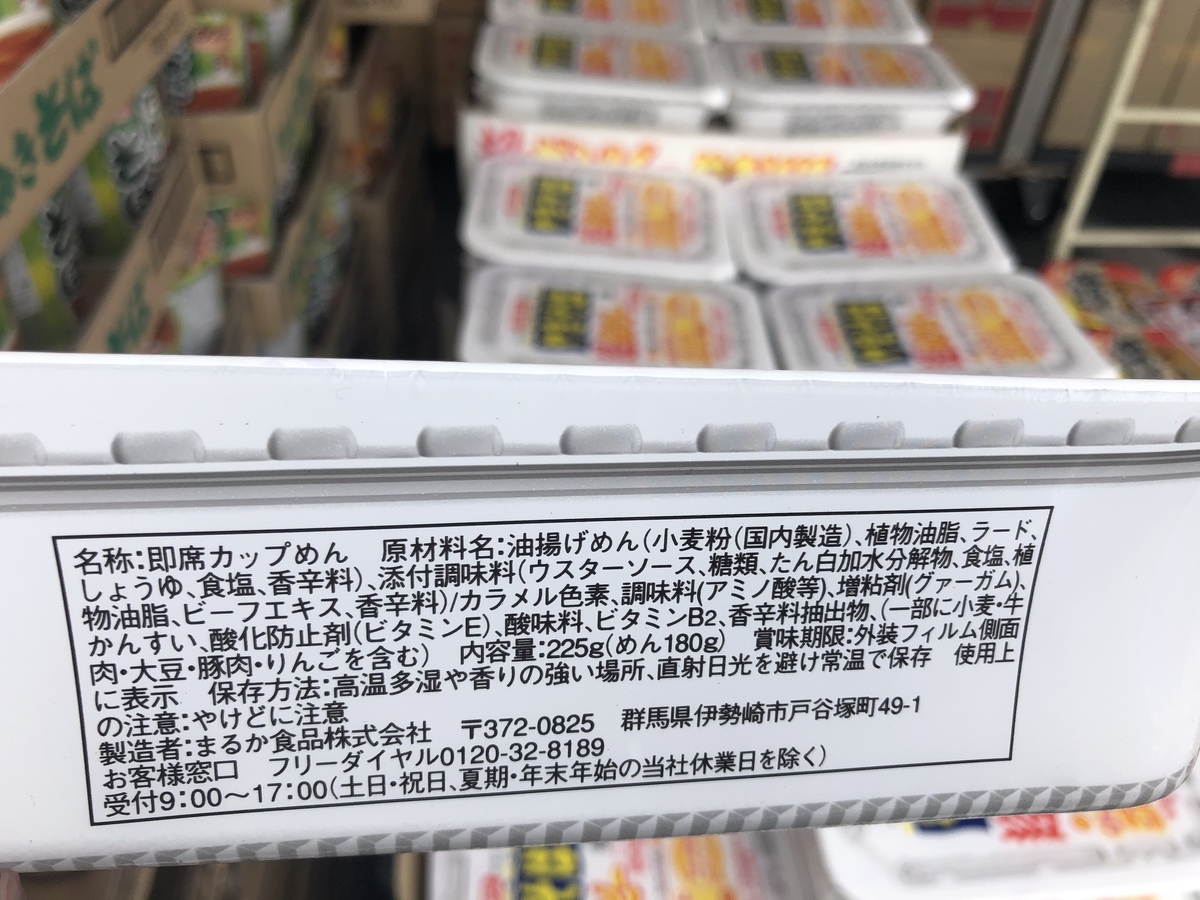 きそば
名称:即席カップめん　原材料名:油揚げめん(小麦粉(国内製造)、植物油脂、ラード、
しょうゆ、食塩、香辛料)、添付調味料(ウスターソース、糖類、たん白加水分解物、食塩、植
物油脂、ビーフエキス、香辛料)/カラメル色素、調味料(アミノ酸等)、増粘剤(グァーガム)、
かんすい、酸化防止剤(ビタミンE)、酸味料、ビタミンB2、香辛料抽出物、(一部に小麦・牛
肉・大豆・豚肉・りんごを含む)　内容量:225g(めん180g)　賞味期限:外装フィルム側面
に表示　保存方法:高温多湿や香りの強い場所、直射日光を避け常温で保存　使用上
の注意:やけどに注意
製造者:まるか食品株式会社　〒372-0825　群馬県伊勢崎市戸谷塚町49-1
お客様窓口　フリーダイヤル0120-32-8189
受付9:00～17:00(土日・祝日、夏期・年末年始の当社休業日を除く)